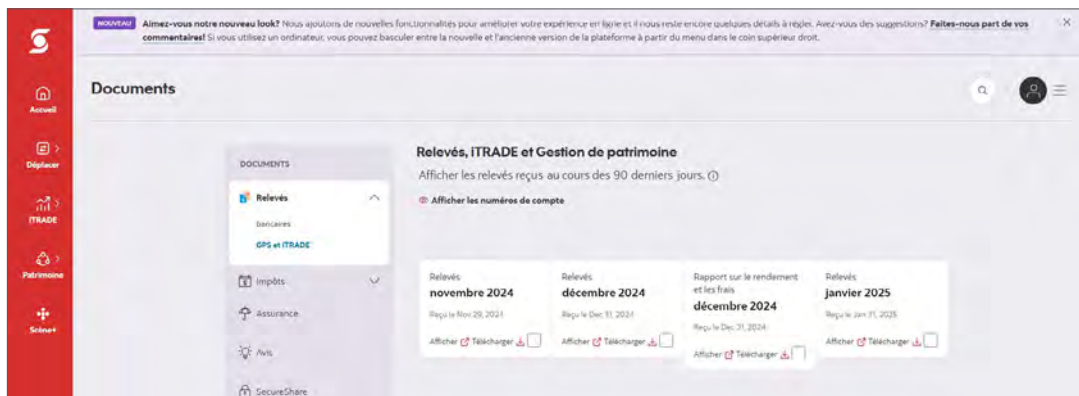 NOUVEAU Aimez-vous notre nouveau look? Nous ajoutons de nouvelles fonctionnalités pour améliorer votre expérience en ligne et il nous reste encore quelques détails à régler. Avez-vous des suggestions? Faites-nous part de vos
commentaires! Si vous utilisez un ordinateur, vous pouvez basculer entre la nouvelle et l'ancienne version de la plateforme à partir du menu dans le coin supérieur droit.
Documents
Accueil
Déplacer
iTRADE
Patrimoine
Scène+
DOCUMENTS
Relevés
bancaires
GPS et iTRADE
Impôts
Assurance
Avis
SecureShare
Relevés, iTRADE et Gestion de patrimoine
Afficher les relevés reçus au cours des 90 derniers jours.
Afficher les numéros de compte
Relevés
novembre 2024
Reçu le Nov 29, 2024
Afficher Télécharger
Relevés
décembre 2024
Reçu le Dec 31, 2024
Afficher Télécharger
Rapport sur le rendement
et les frais
décembre 2024
Reçu le Dec 31, 2024
Afficher Télécharger
Relevés
janvier 2025
Reçu le Jan 31, 2025
Afficher Télécharger